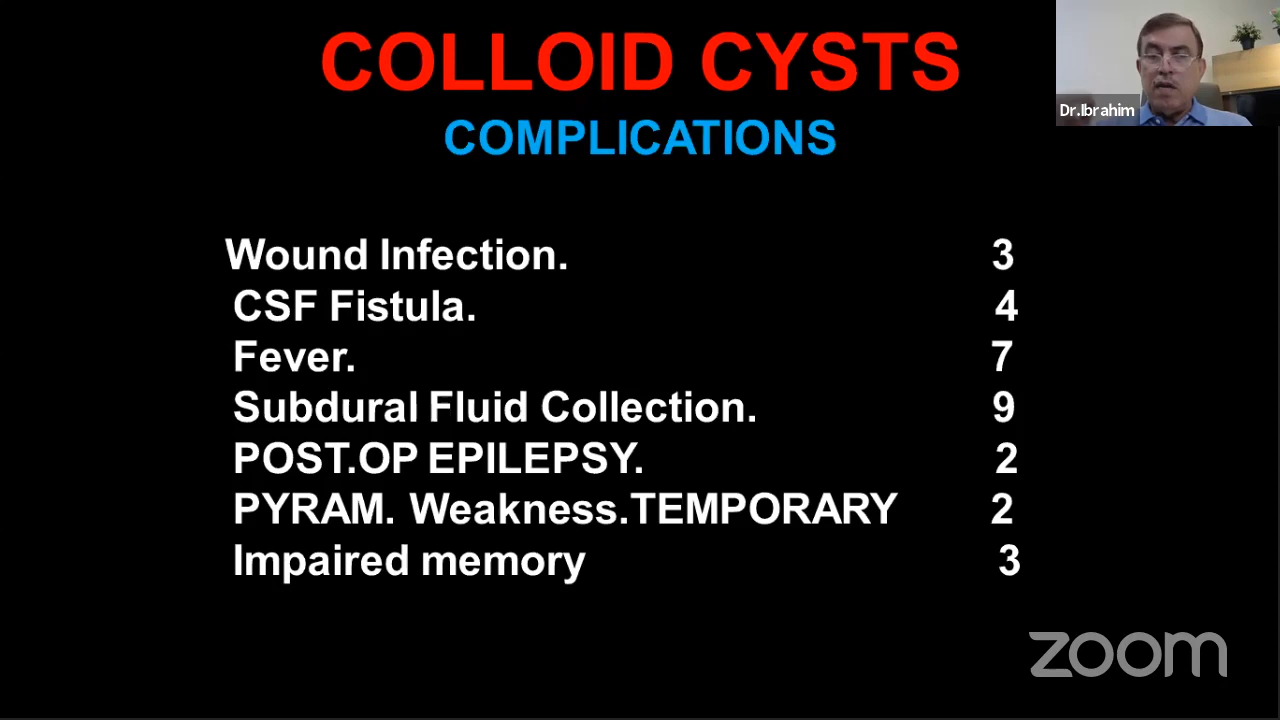 COLLOID CYSTS
COMPLICATIONS
Dr.Ibrahim
Wound Infection. 3
CSF Fistula. 4
Fever. 7
Subdural Fluid Collection. 9
POST.OP EPILEPSY. 2
PYRAM. Weakness.TEMPORARY 2
Impaired memory 3
zoom